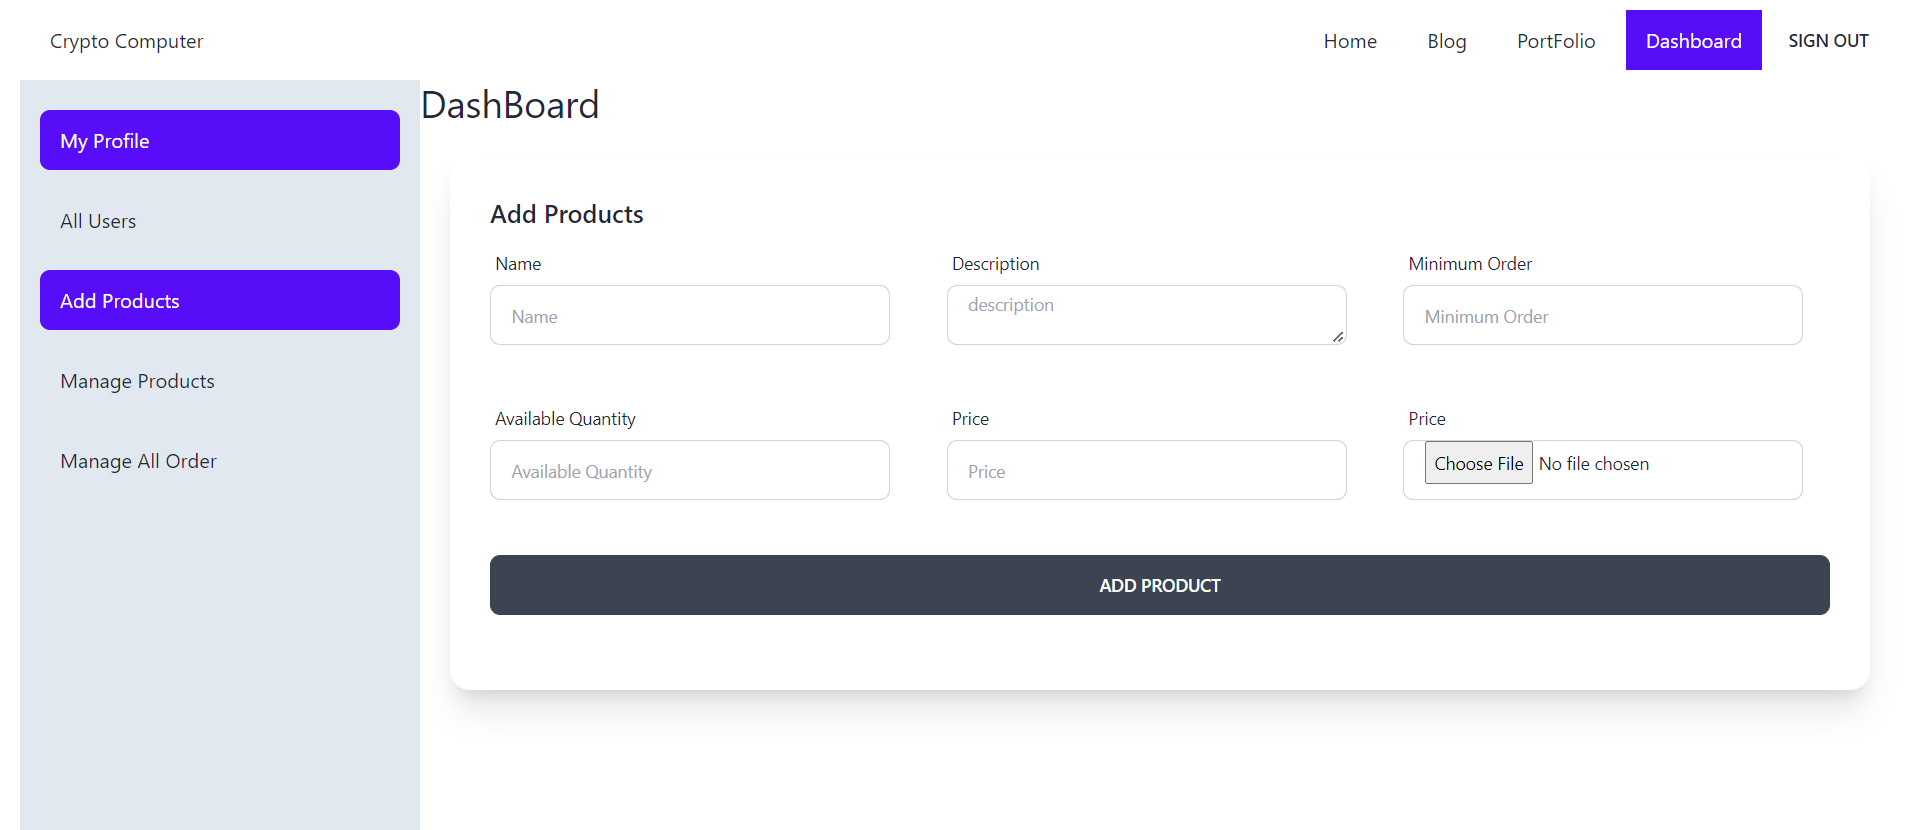 Crypto Computer
Home Blog PortFolio Dashboard SIGN OUT
My Profile
All Users
Add Products
Manage Products
Manage All Order
DashBoard
Add Products
Name Description Minimum Order
Name description Minimum Order
Available Quantity Price Price
Available Quantity Price Choose File No file chosen
ADD PRODUCT